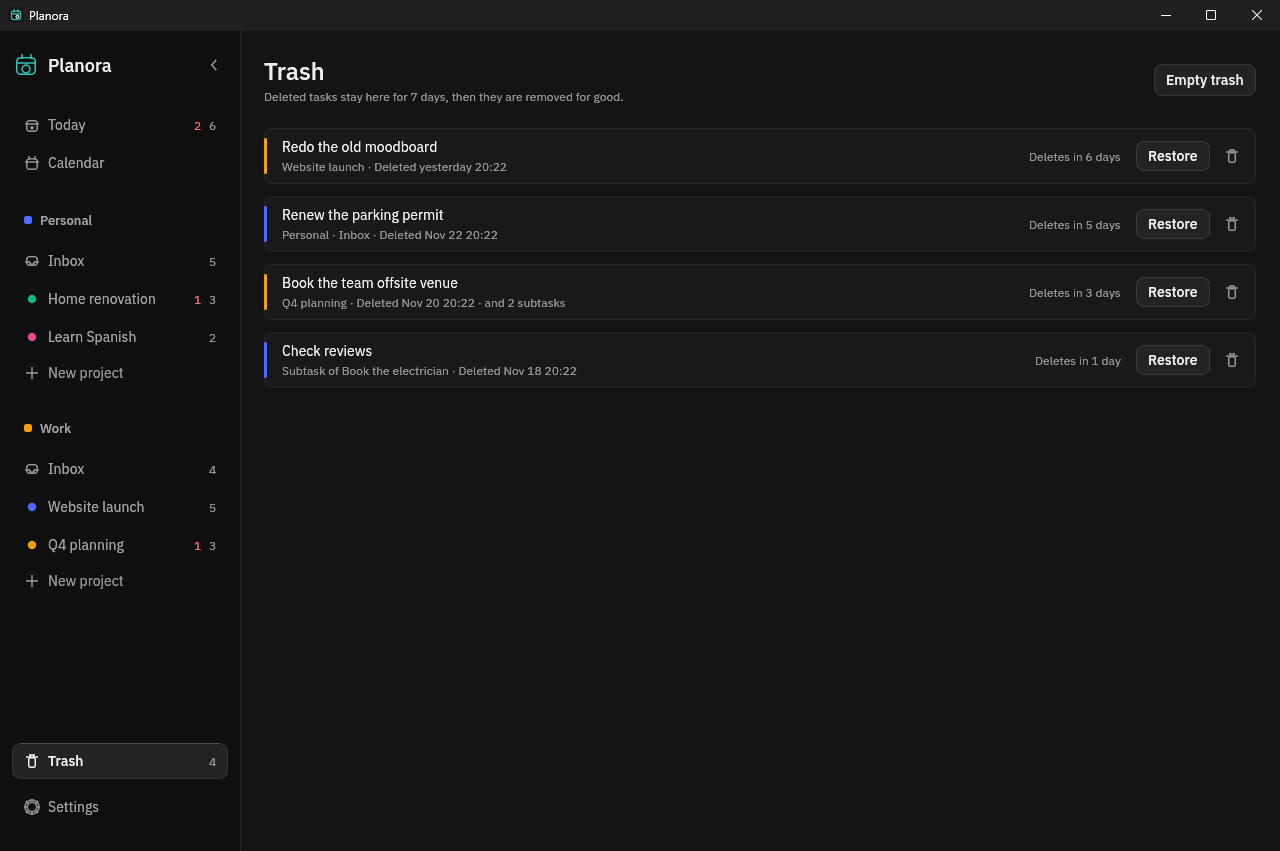 Planora
Planora
Today 2 6
Calendar
Personal
Inbox 5
Home renovation 1 3
Learn Spanish 2
New project
Work
Inbox 4
Website launch 5
Q4 planning 1 3
New project
Trash 4
Settings
Trash
Deleted tasks stay here for 7 days, then they are removed for good.
Empty trash
Redo the old moodboard
Website launch · Deleted yesterday 20:22
Deletes in 6 days Restore
Renew the parking permit
Personal · Inbox · Deleted Nov 22 20:22
Deletes in 5 days Restore
Book the team offsite venue
Q4 planning · Deleted Nov 20 20:22 · and 2 subtasks
Deletes in 3 days Restore
Check reviews
Subtask of Book the electrician · Deleted Nov 18 20:22
Deletes in 1 day Restore